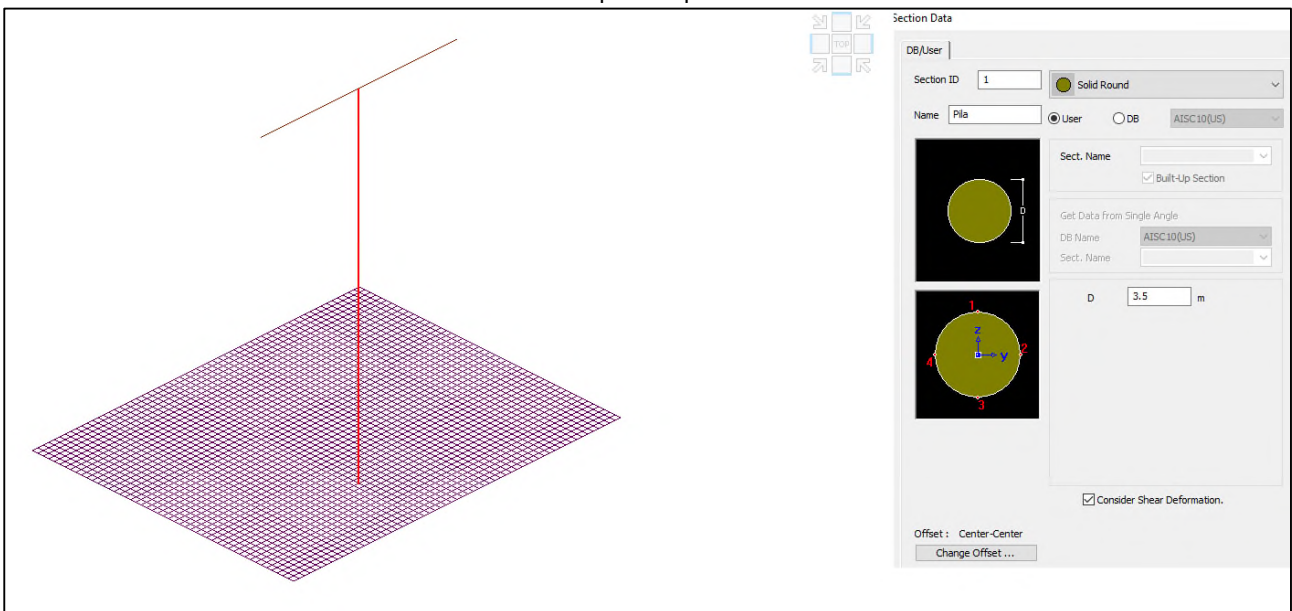 TOP
Section Data
DB/User
Section ID 1 Solid Round
Name Pila User DB AISC10(US)
Sect. Name
Built-Up Section
D
Get Data from Single Angle
DB Name AISC10(US)
Sect. Name
D 3.5 m
1
z
y 2
4
3
Consider Shear Deformation.
Offset : Center-Center
Change Offset ...